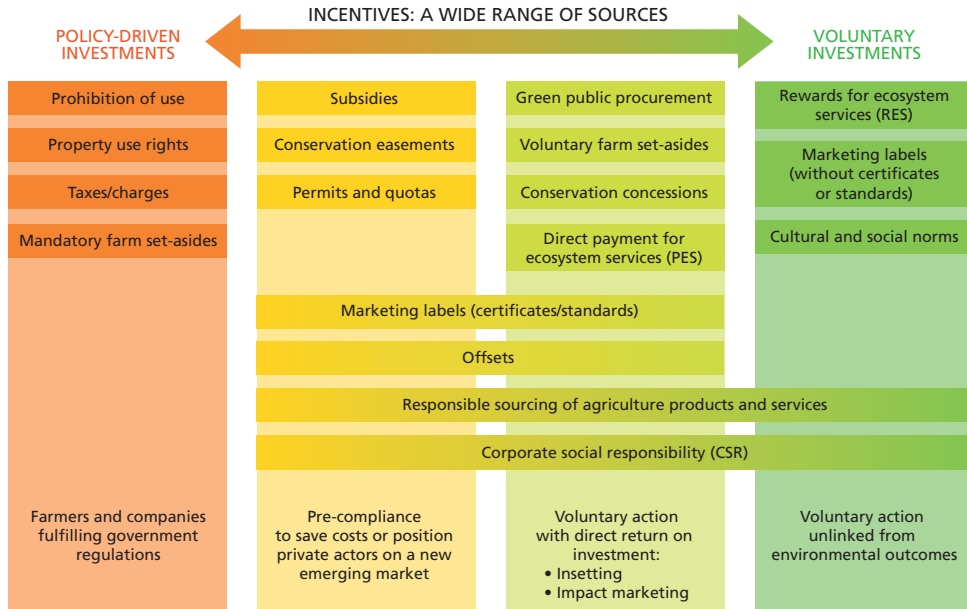 INCENTIVES: A WIDE RANGE OF SOURCES
POLICY-DRIVEN
INVESTMENTS
VOLUNTARY
INVESTMENTS
Prohibition of use
Property use rights
Taxes/charges
Mandatory farm set-asides
Subsidies
Conservation easements
Permits and quotas
Green public procurement
Voluntary farm set-asides
Conservation concessions
Direct payment for
ecosystem services (PES)
Rewards for ecosystem
services (RES)
Marketing labels
(without certificates
or standards)
Cultural and social norms
Marketing labels (certificates/standards)
Offsets
Responsible sourcing of agriculture products and services
Corporate social responsibility (CSR)
Farmers and companies
fulfilling government
regulations
Pre-compliance
to save costs or position
private actors on a new
emerging market
Voluntary action
with direct return on
investment:
• Insetting
• Impact marketing
Voluntary action
unlinked from
environmental outcomes